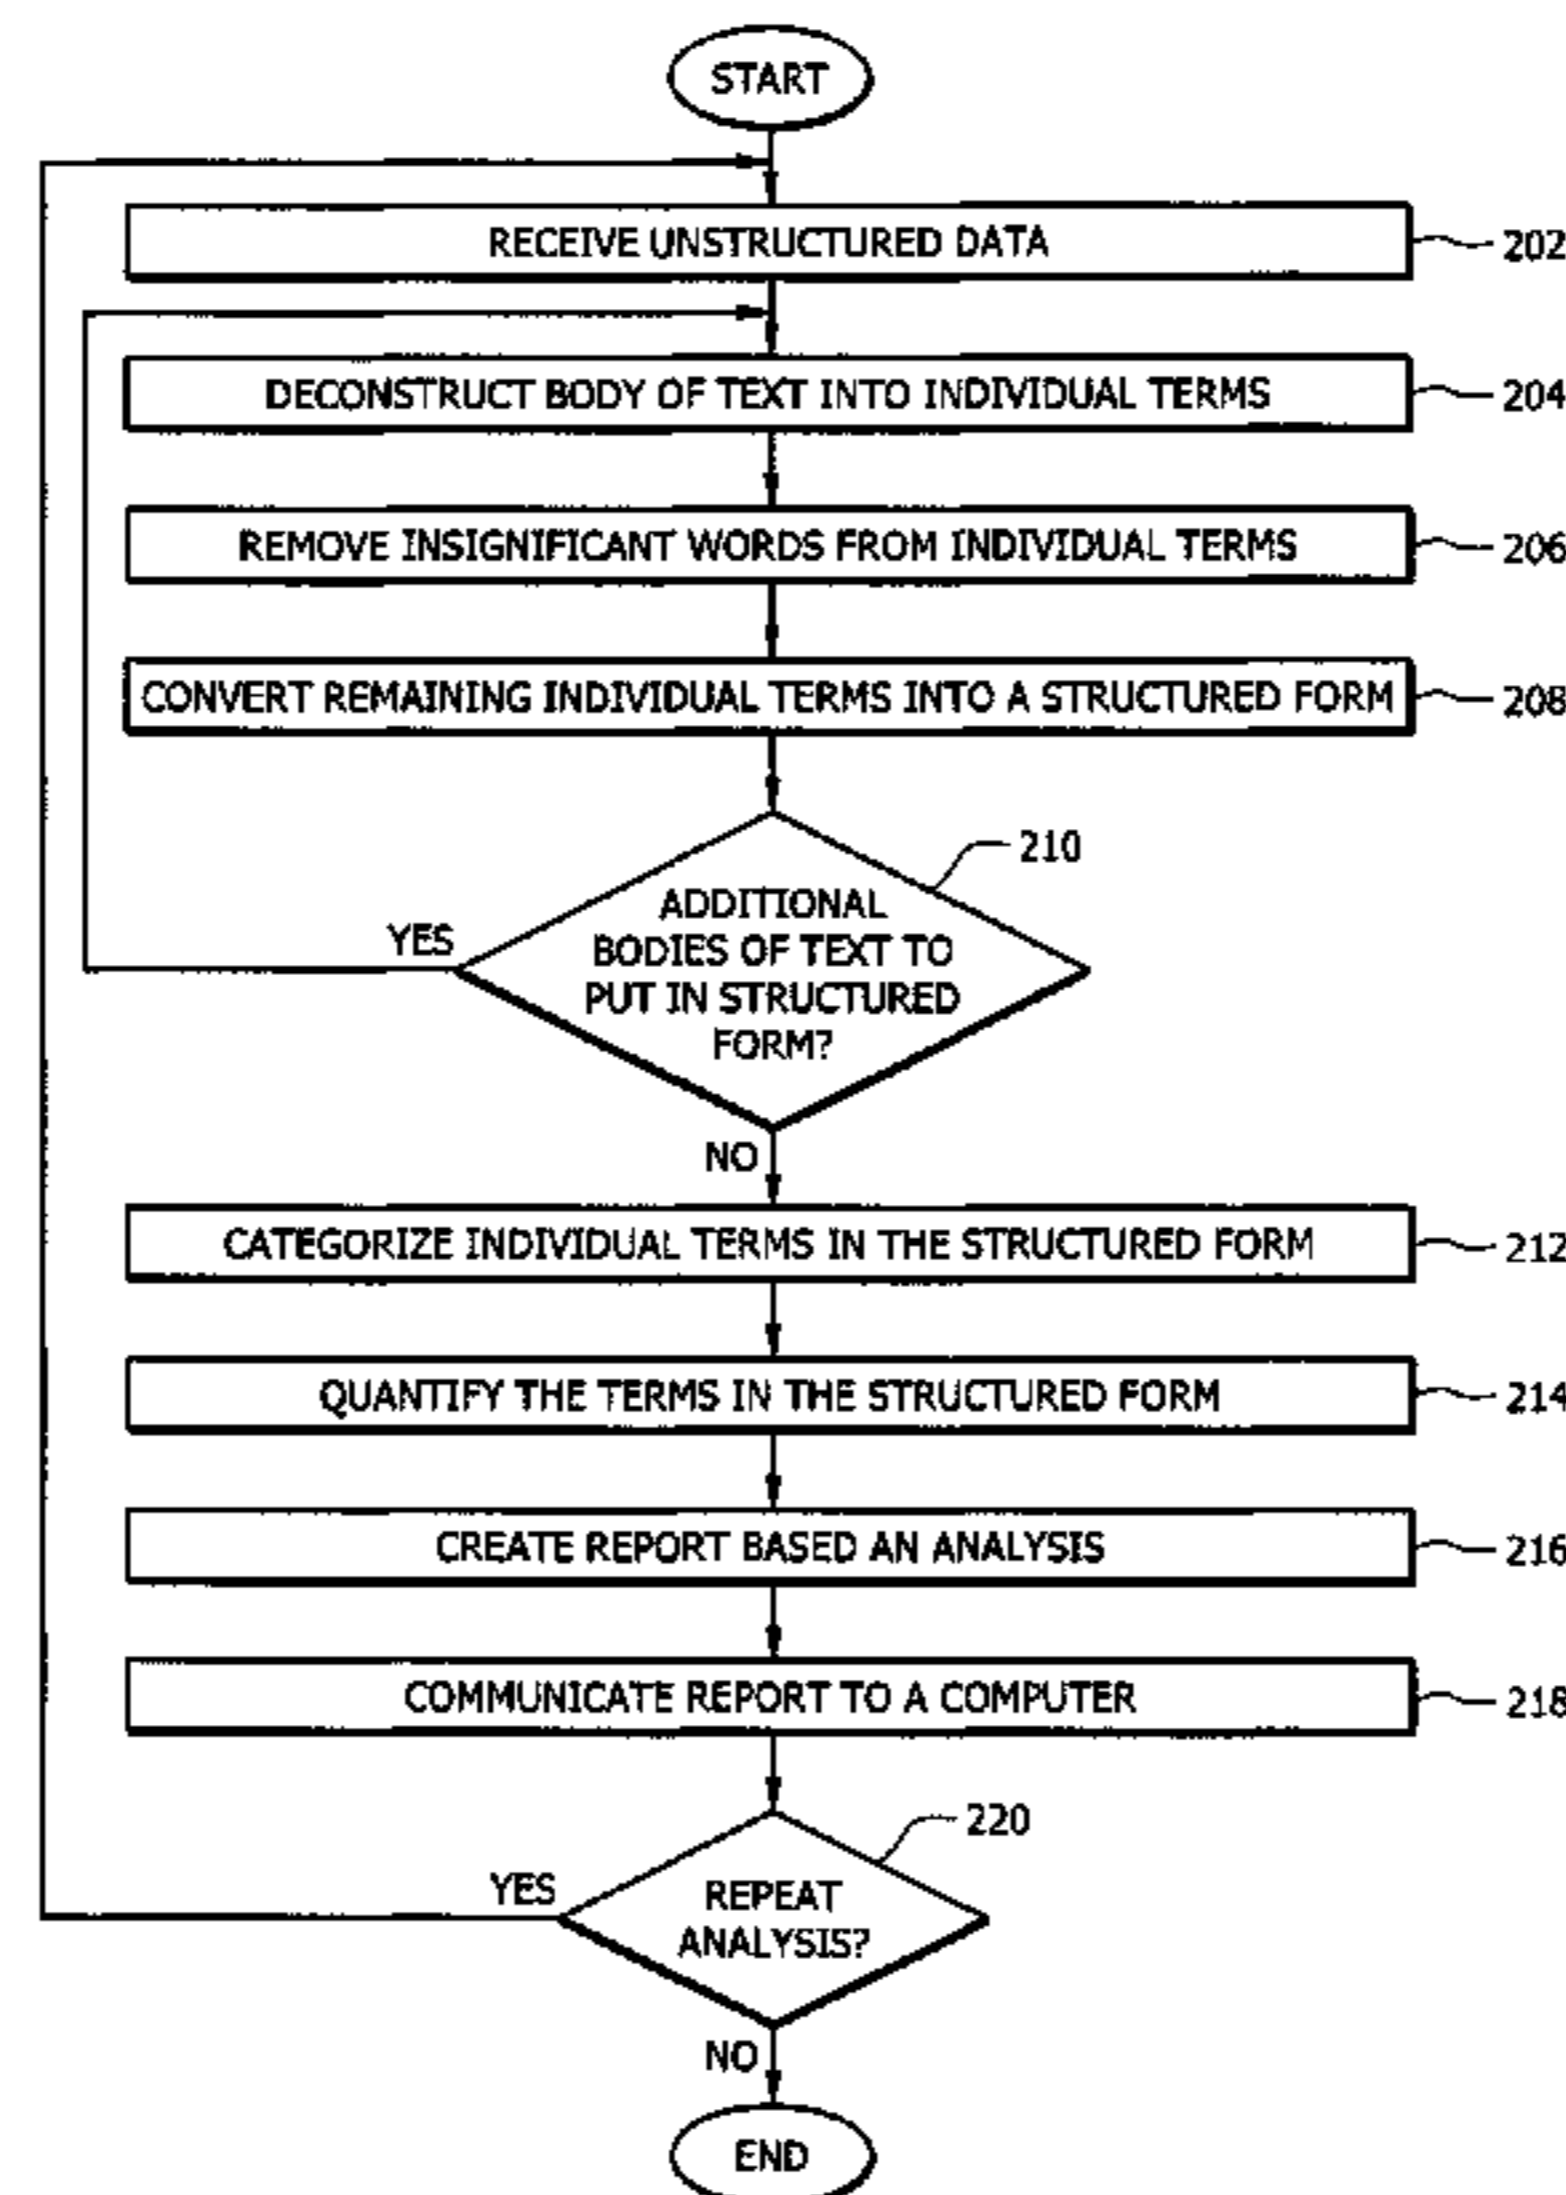 START
RECEIVE UNSTRUCTURED DATA
202
DECONSTRUCT BODY OF TEXT INTO INDIVIDUAL TERMS
204
REMOVE INSIGNIFICANT WORDS FROM INDIVIDUAL TERMS
206
CONVERT REMAINING INDIVIDUAL TERMS INTO A STRUCTURED FORM
208
210
ADDITIONAL
BODIES OF TEXT TO
PUT IN STRUCTURED
FORM?
YES
NO
CATEGORIZE INDIVIDUAL TERMS IN THE STRUCTURED FORM
212
QUANTIFY THE TERMS IN THE STRUCTURED FORM
214
CREATE REPORT BASED AN ANALYSIS
216
COMMUNICATE REPORT TO A COMPUTER
218
220
YES
REPEAT
ANALYSIS?
NO
END